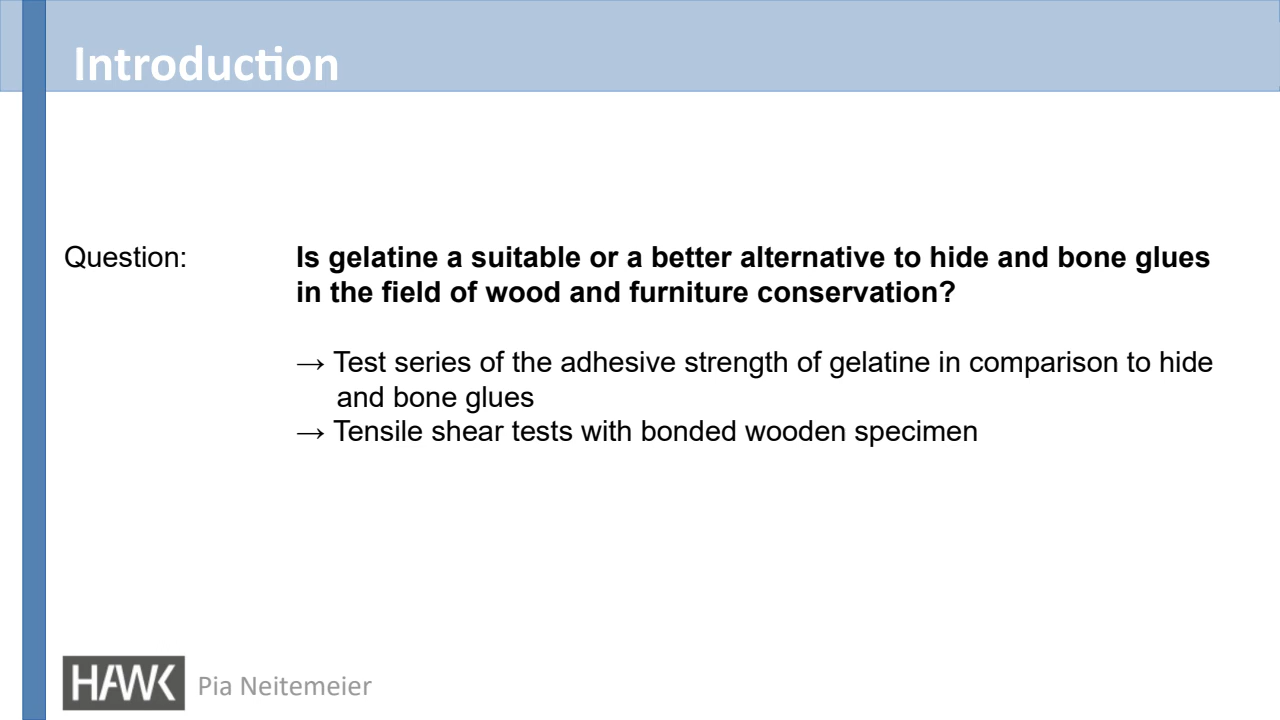 Introduction
Question:
Is gelatine a suitable or a better alternative to hide and bone glues
in the field of wood and furniture conservation?
→ Test series of the adhesive strength of gelatine in comparison to hide
and bone glues
→ Tensile shear tests with bonded wooden specimen
HAWK
Pia Neitemeier